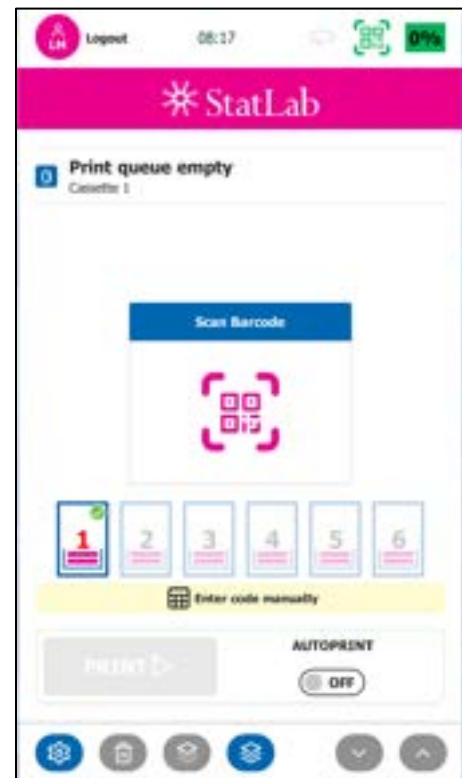 LM Logout 08:17 0%
StatLab
0 Print queue empty
Cassette 1
Scan Barcode
1 2 3 4 5 6
Enter code manually
PRINT
AUTOPRINT
OFF